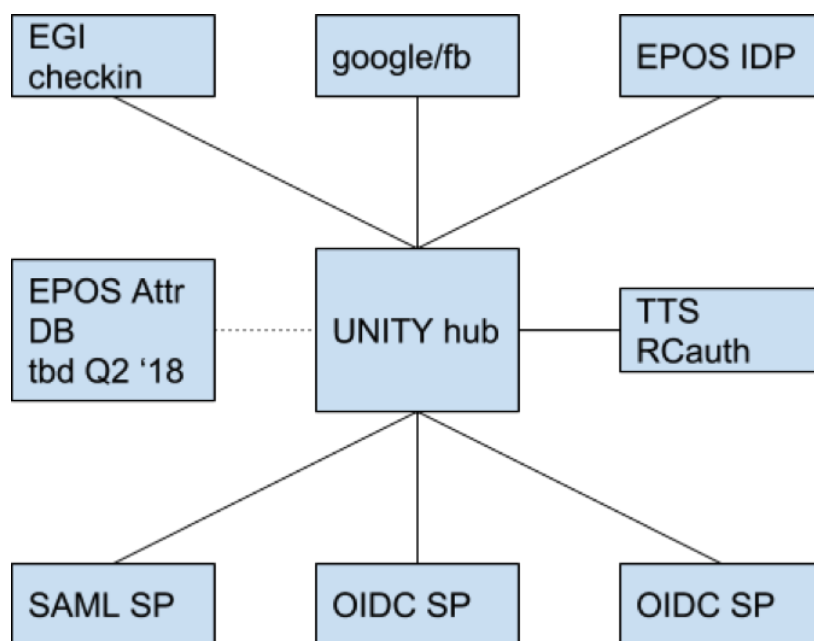 EGI
checkin
google/fb
EPOS IDP
EPOS Attr
DB
tbd Q2 ‘18
UNITY hub
TTS
RCauth
SAML SP
OIDC SP
OIDC SP